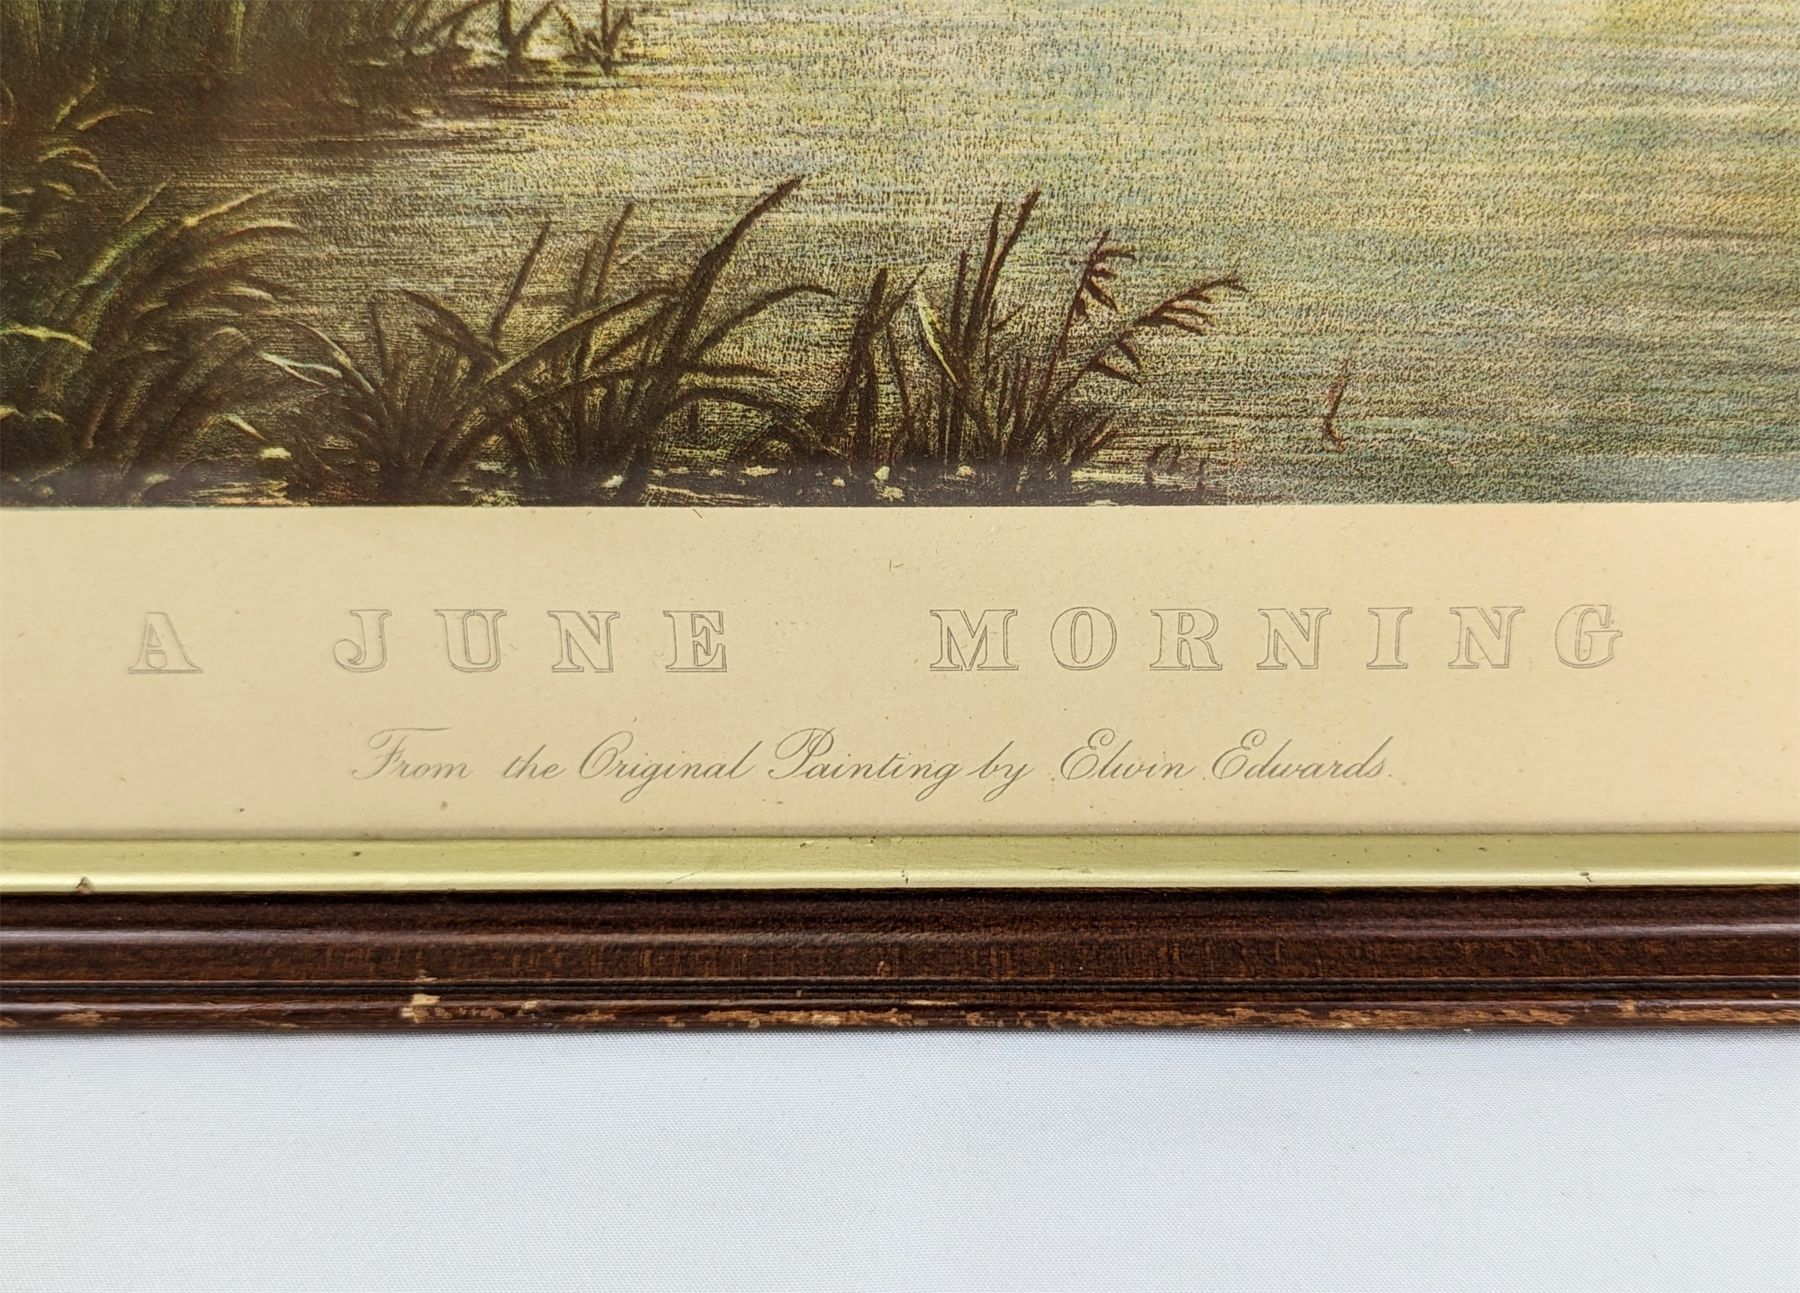 A JUNE MORNING
From the Original Painting by Elwin Edwards.